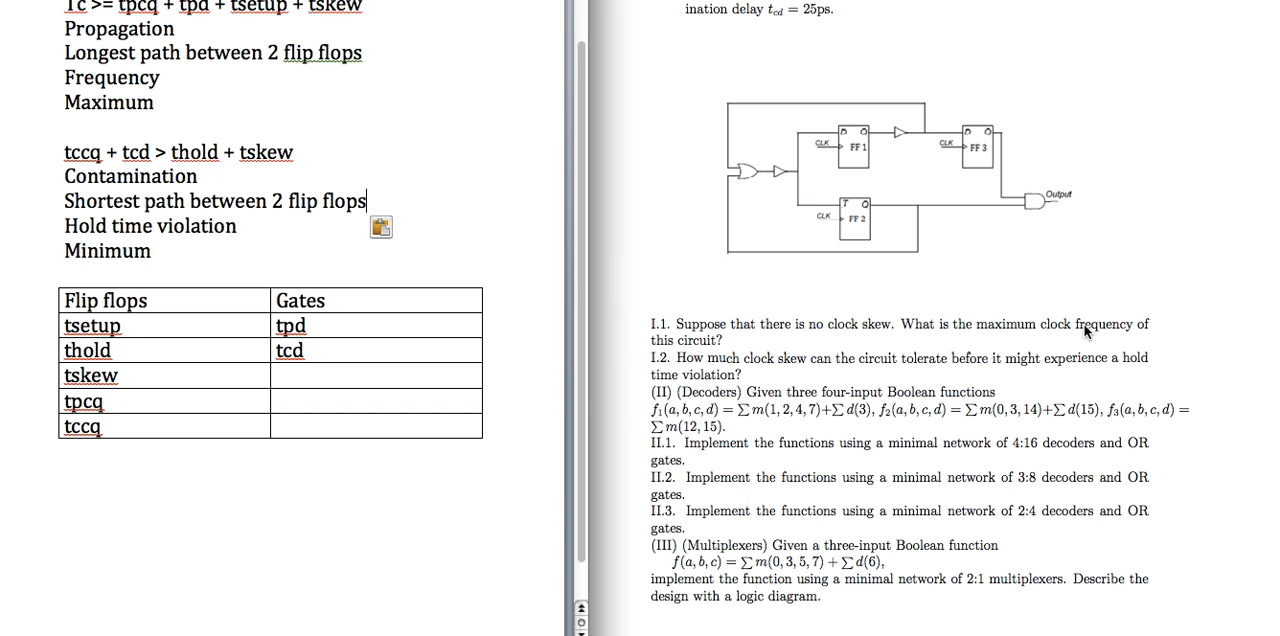 Tc >= tpcq + tpd + tsetup + tskew
Propagation
Longest path between 2 flip flops
Frequency
Maximum
tccq + tcd > thold + tskew
Contamination
Shortest path between 2 flip flops
Hold time violation
Minimum
Flip flops Gates
tsetup tpd
thold tcd
tskew
tpcq
tccq
ination delay tcd = 25ps.
D Q D Q
CLK FF 1 CLK FF 3
Output
T Q
CLK FF 2
I.1. Suppose that there is no clock skew. What is the maximum clock frequency of
this circuit?
I.2. How much clock skew can the circuit tolerate before it might experience a hold
time violation?
(II) (Decoders) Given three four-input Boolean functions
f₁(a, b, c, d) = ∑m(1, 2, 4, 7)+∑d(3), f₂(a, b, c, d) = ∑m(0, 3, 14)+∑d(15), f₃(a, b, c, d) =
∑m(12, 15).
II.1. Implement the functions using a minimal network of 4:16 decoders and OR
gates.
II.2. Implement the functions using a minimal network of 3:8 decoders and OR
gates.
II.3. Implement the functions using a minimal network of 2:4 decoders and OR
gates.
(III) (Multiplexers) Given a three-input Boolean function
f(a, b, c) = ∑m(0, 3, 5, 7) + ∑d(6),
implement the function using a minimal network of 2:1 multiplexers. Describe the
design with a logic diagram.